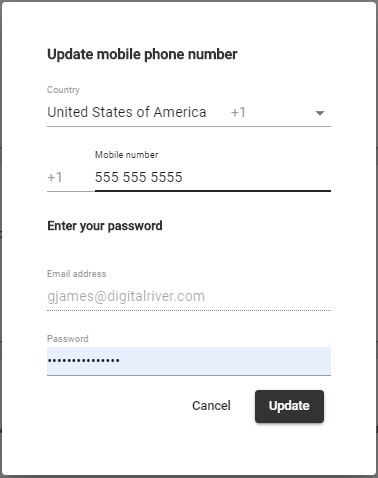 Update mobile phone number
Country
United States of America +1
Mobile number
+1 555 555 5555
Enter your password
Email address
gjames@digitalriver.com
Password
•••••••••••••••
Cancel Update